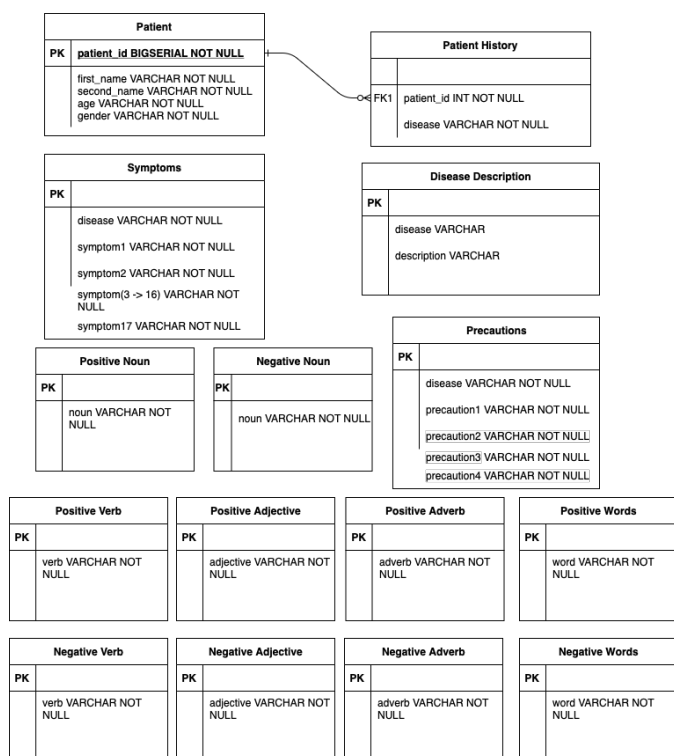 Patient
PK patient_id BIGSERIAL NOT NULL
first_name VARCHAR NOT NULL
second_name VARCHAR NOT NULL
age VARCHAR NOT NULL
gender VARCHAR NOT NULL
Patient History
FK1 patient_id INT NOT NULL
disease VARCHAR NOT NULL
Symptoms
PK
disease VARCHAR NOT NULL
symptom1 VARCHAR NOT NULL
symptom2 VARCHAR NOT NULL
symptom(3 -> 16) VARCHAR NOT
NULL
symptom17 VARCHAR NOT NULL
Disease Description
PK
disease VARCHAR
description VARCHAR
Positive Noun
PK
noun VARCHAR NOT
NULL
Negative Noun
PK
noun VARCHAR NOT NULL
Precautions
PK
disease VARCHAR NOT NULL
precaution1 VARCHAR NOT NULL
precaution2 VARCHAR NOT NULL
precaution3 VARCHAR NOT NULL
precaution4 VARCHAR NOT NULL
Positive Verb
PK
verb VARCHAR NOT
NULL
Positive Adjective
PK
adjective VARCHAR NOT
NULL
Positive Adverb
PK
adverb VARCHAR NOT
NULL
Positive Words
PK
word VARCHAR NOT
NULL
Negative Verb
PK
verb VARCHAR NOT
NULL
Negative Adjective
PK
adjective VARCHAR NOT
NULL
Negative Adverb
PK
adverb VARCHAR NOT
NULL
Negative Words
PK
word VARCHAR NOT
NULL